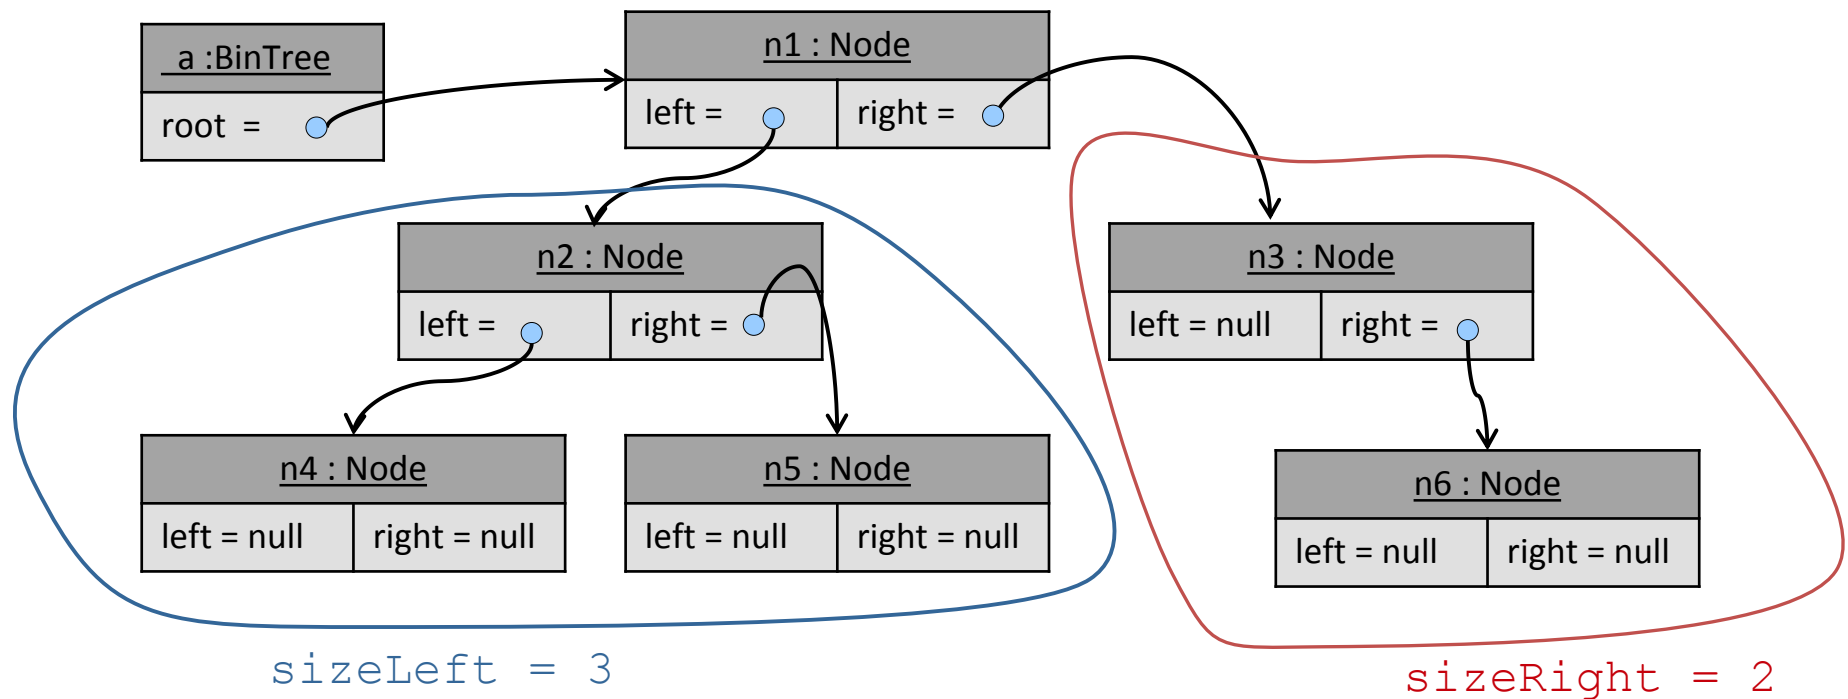 a :BinTree
root =
n1 : Node
left =
right =
n2 : Node
left =
right =
n3 : Node
left = null
right =
n4 : Node
left = null
right = null
n5 : Node
left = null
right = null
n6 : Node
left = null
right = null
sizeLeft = 3
sizeRight = 2